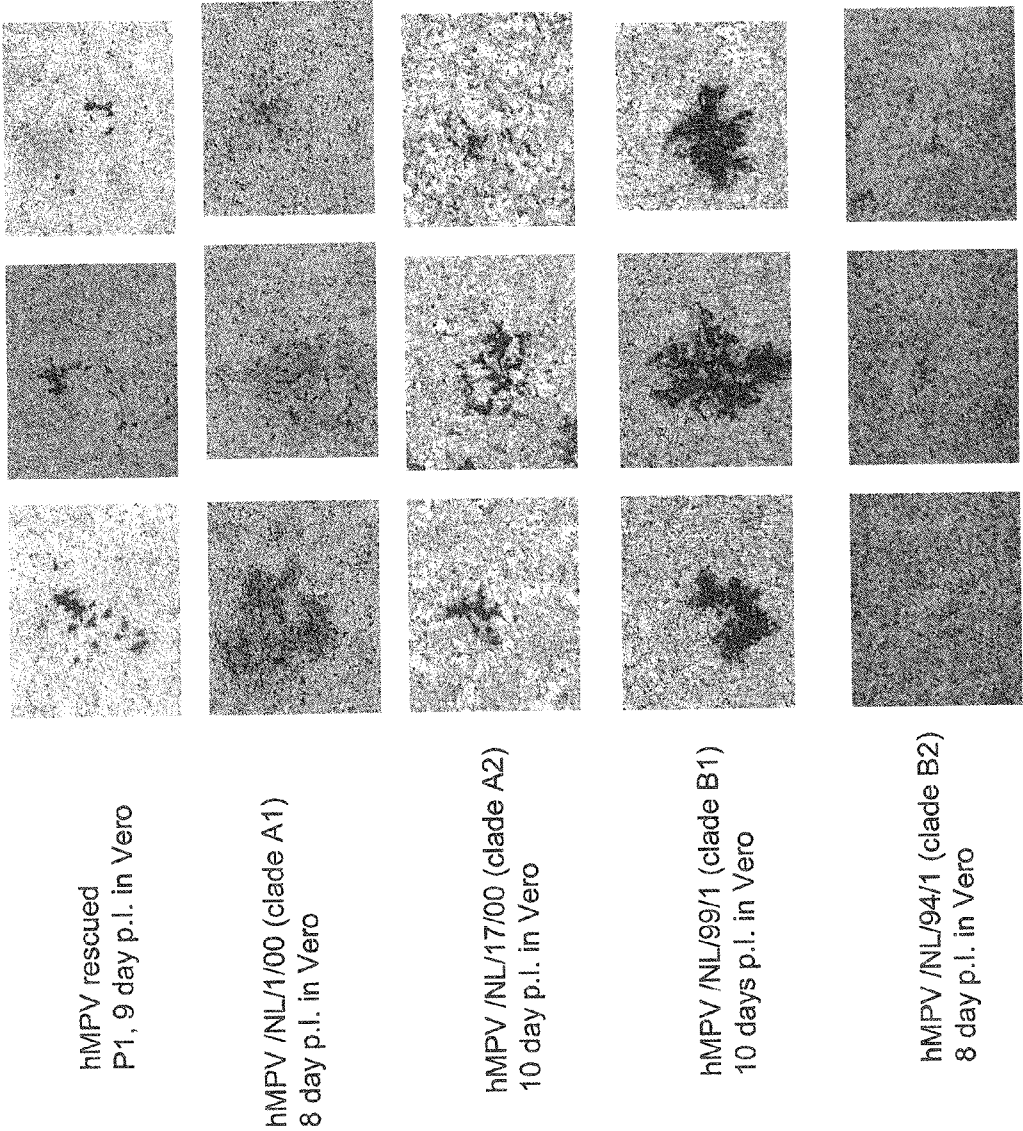 hMPV rescued
P1, 9 day p.I. in Vero
hMPV /NL/1/00 (clade A1)
8 day p.I. in Vero
hMPV /NL/17/00 (clade A2)
10 day p.I. in Vero
hMPV /NL/99/1 (clade B1)
10 days p.I. in Vero
hMPV /NL/94/1 (clade B2)
8 day p.I. in Vero